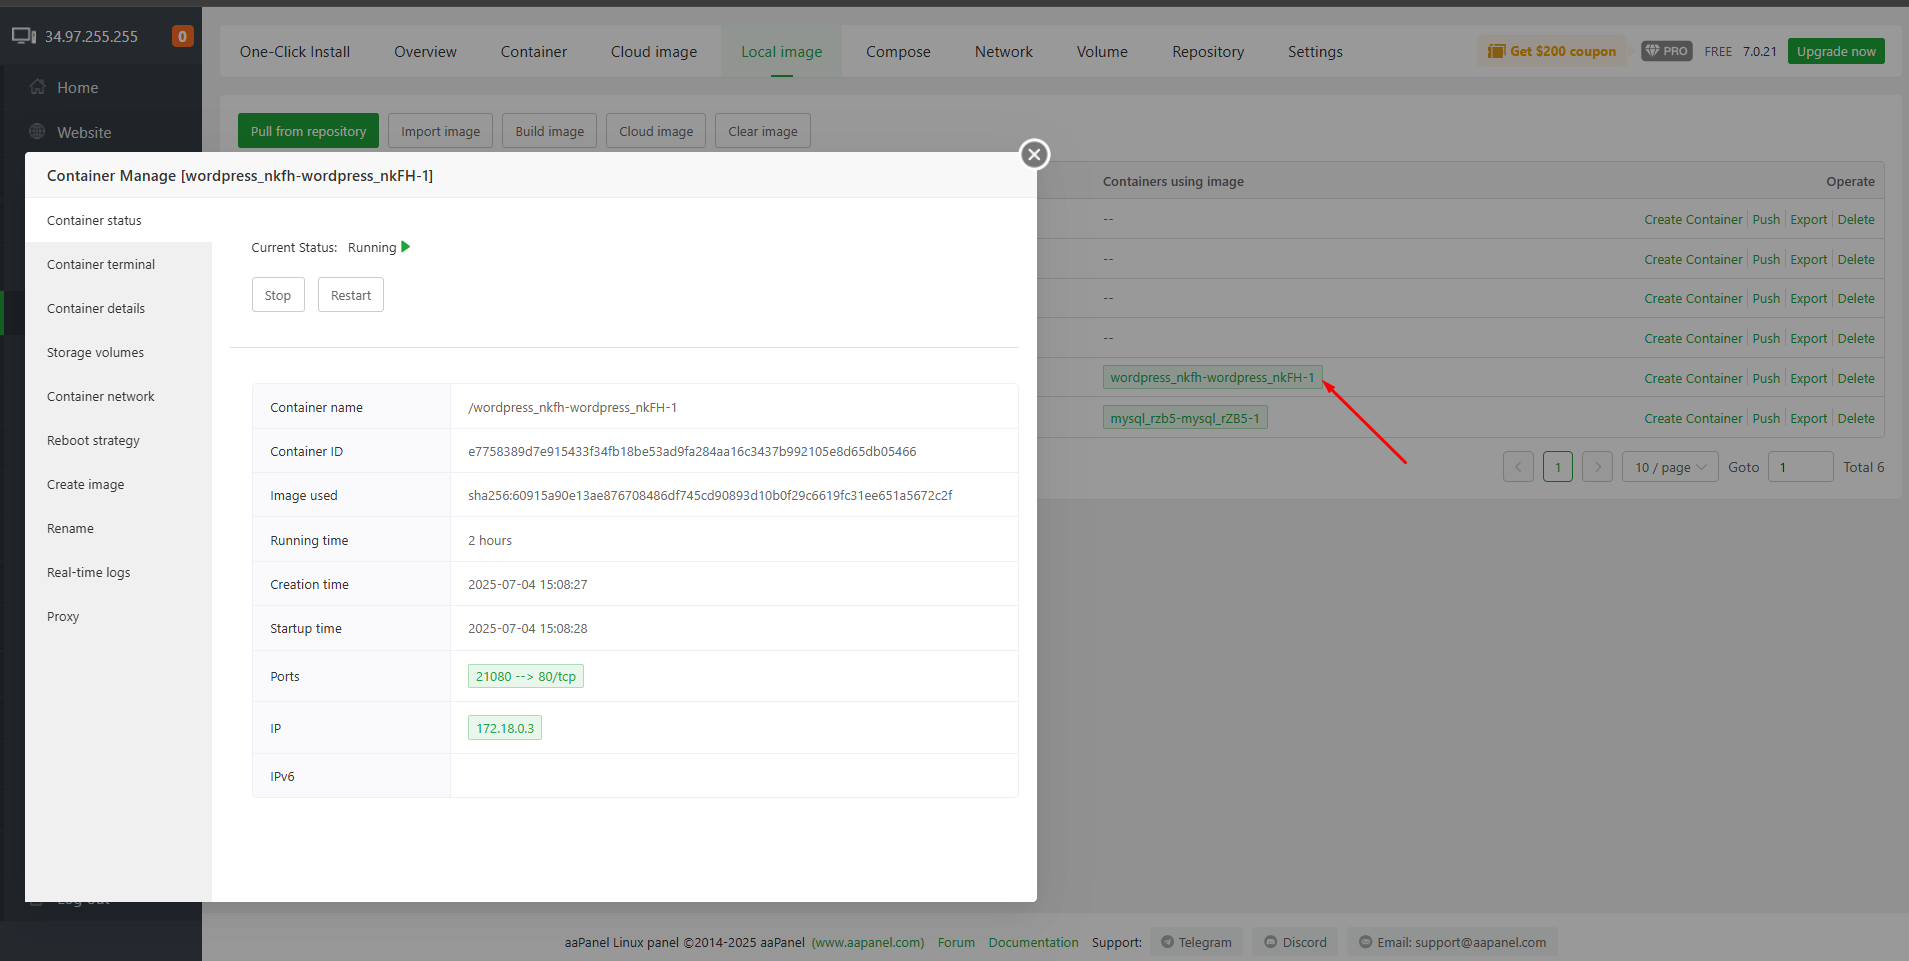 34.97.255.255 0
Home
Website
One-Click Install Overview Container Cloud image Local image Compose Network Volume Repository Settings Get $200 coupon PRO FREE 7.0.21 Upgrade now
Pull from repository Import image Build image Cloud image Clear image
Containers using image Operate
-- Create Container Push Export Delete
-- Create Container Push Export Delete
-- Create Container Push Export Delete
-- Create Container Push Export Delete
wordpress_nkfh-wordpress_nkFH-1 Create Container Push Export Delete
mysql_rzb5-mysql_rZB5-1 Create Container Push Export Delete
1 10 / page Goto 1 Total 6
Container Manage [wordpress_nkfh-wordpress_nkFH-1]
Container status
Container terminal
Container details
Storage volumes
Container network
Reboot strategy
Create image
Rename
Real-time logs
Proxy
Current Status: Running
Stop Restart
Container name /wordpress_nkfh-wordpress_nkFH-1
Container ID e7758389d7e915433f34fb18be53ad9fa284aa16c3437b992105e8d65db05466
Image used sha256:60915a90e13ae876708486df745cd90893d10b0f29c6619fc31ee651a5672c2f
Running time 2 hours
Creation time 2025-07-04 15:08:27
Startup time 2025-07-04 15:08:28
Ports 21080 --> 80/tcp
IP 172.18.0.3
IPv6
Log out
aaPanel Linux panel ©2014-2025 aaPanel (www.aapanel.com) Forum Documentation Support: Telegram Discord Email: support@aapanel.com